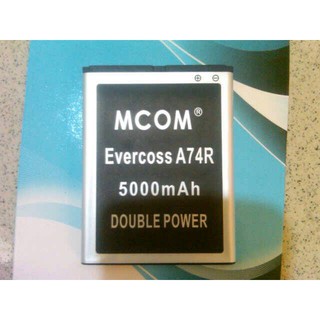 MCOM®
Evercoss A74R
5000mAh
DOUBLE POWER